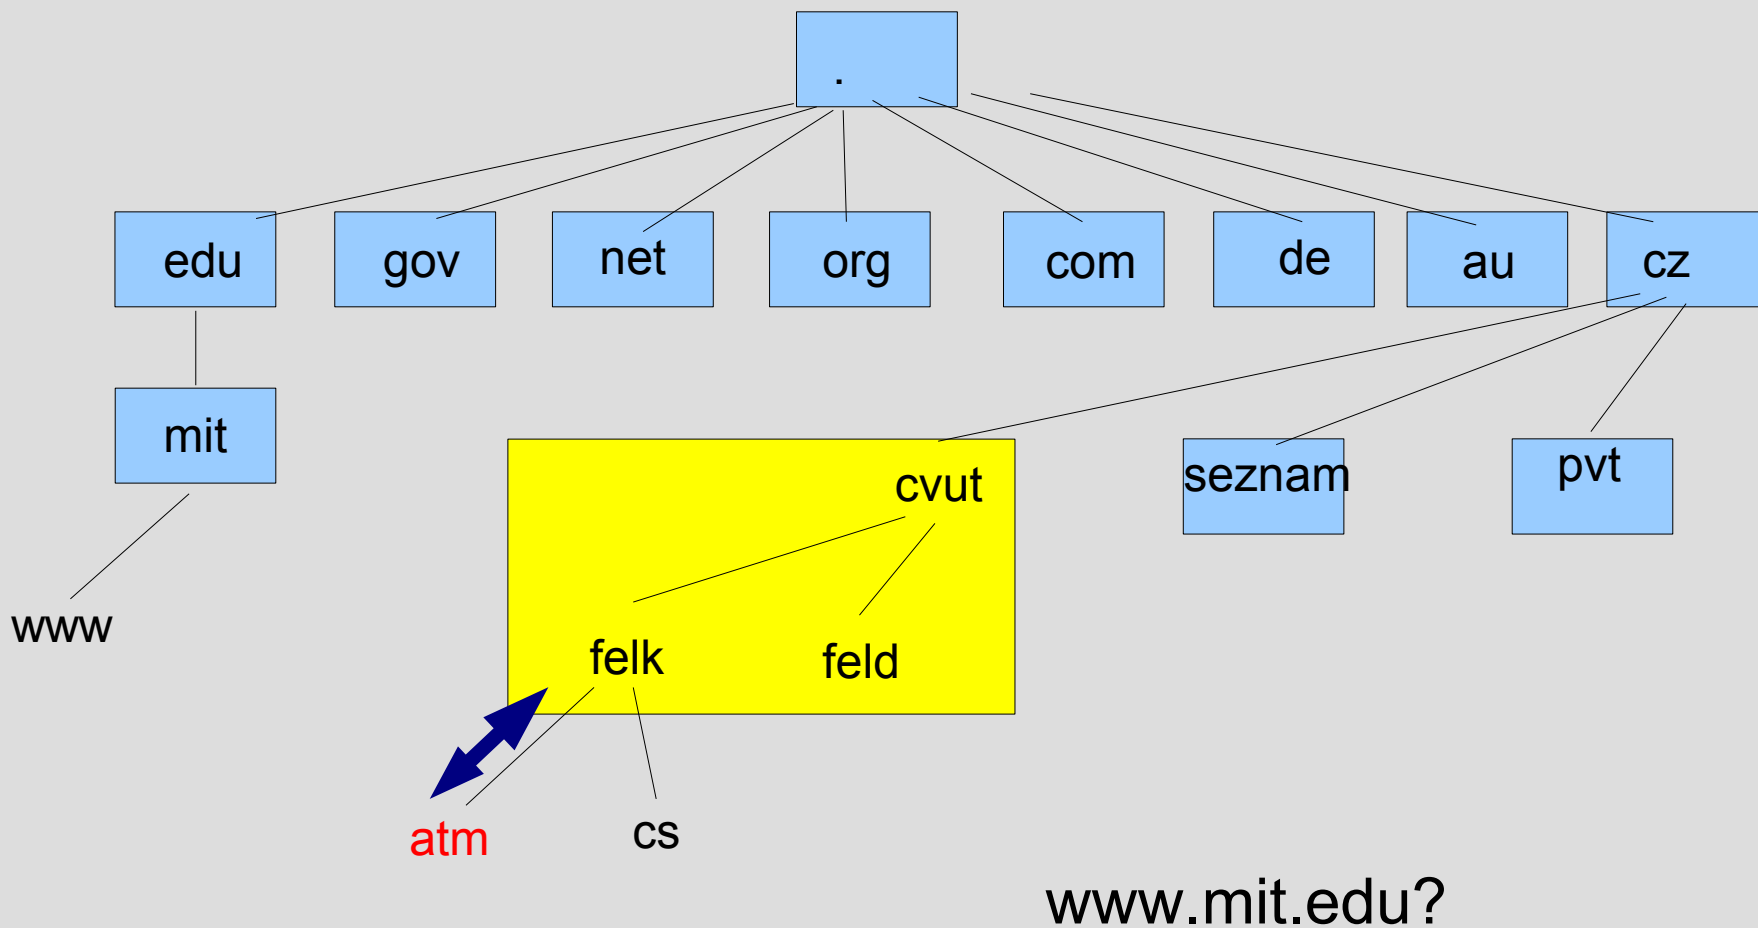 .
edu gov net org com de au cz
mit
cvut seznam pvt
www felk feld
atm cs
www.mit.edu?